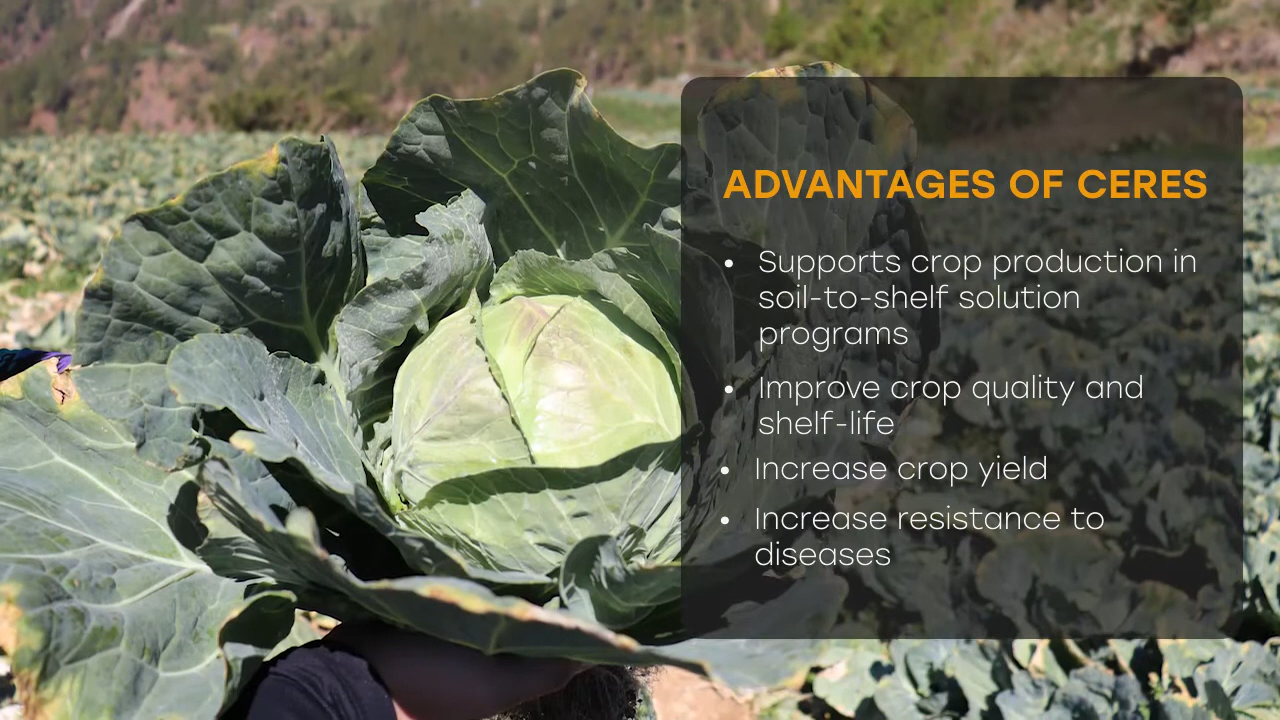 ADVANTAGES OF CERES
• Supports crop production in
soil-to-shelf solution
programs
• Improve crop quality and
shelf-life
• Increase crop yield
• Increase resistance to
diseases